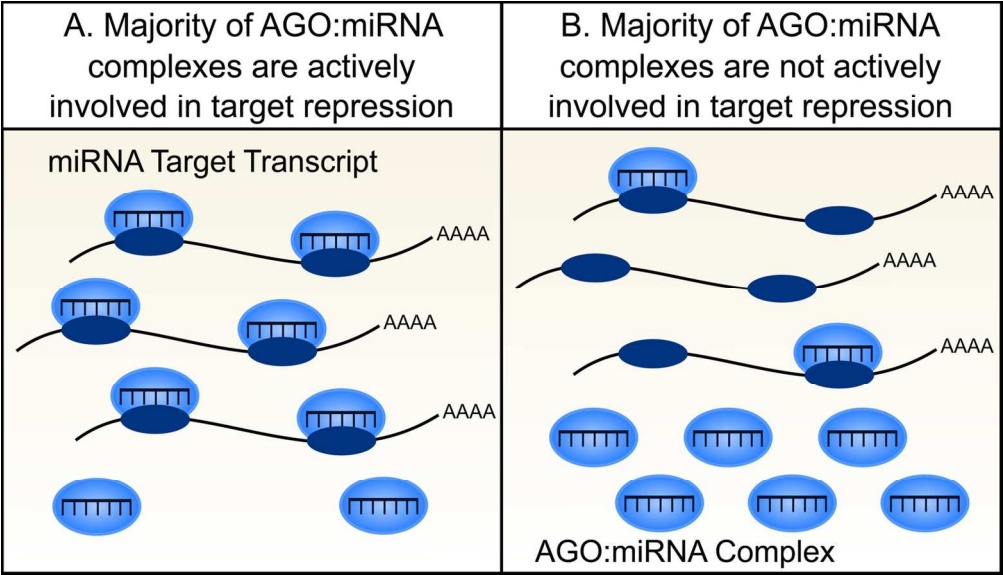 A. Majority of AGO:miRNA
complexes are actively
involved in target repression
B. Majority of AGO:miRNA
complexes are not actively
involved in target repression
miRNA Target Transcript
AAAA
AAAA
AAAA
AAAA
AAAA
AAAA
AGO:miRNA Complex